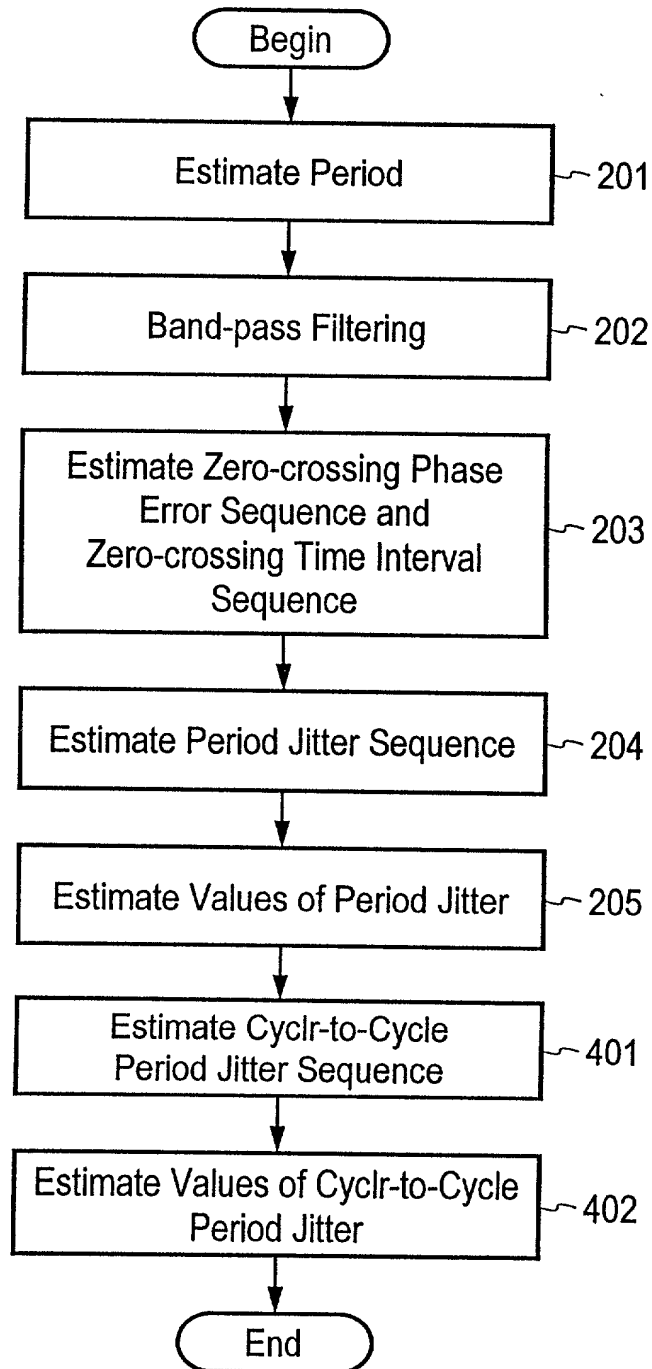 Begin
Estimate Period
201
Band-pass Filtering
202
Estimate Zero-crossing Phase
Error Sequence and
Zero-crossing Time Interval
Sequence
203
Estimate Period Jitter Sequence
204
Estimate Values of Period Jitter
205
Estimate Cyclr-to-Cycle
Period Jitter Sequence
401
Estimate Values of Cyclr-to-Cycle
Period Jitter
402
End